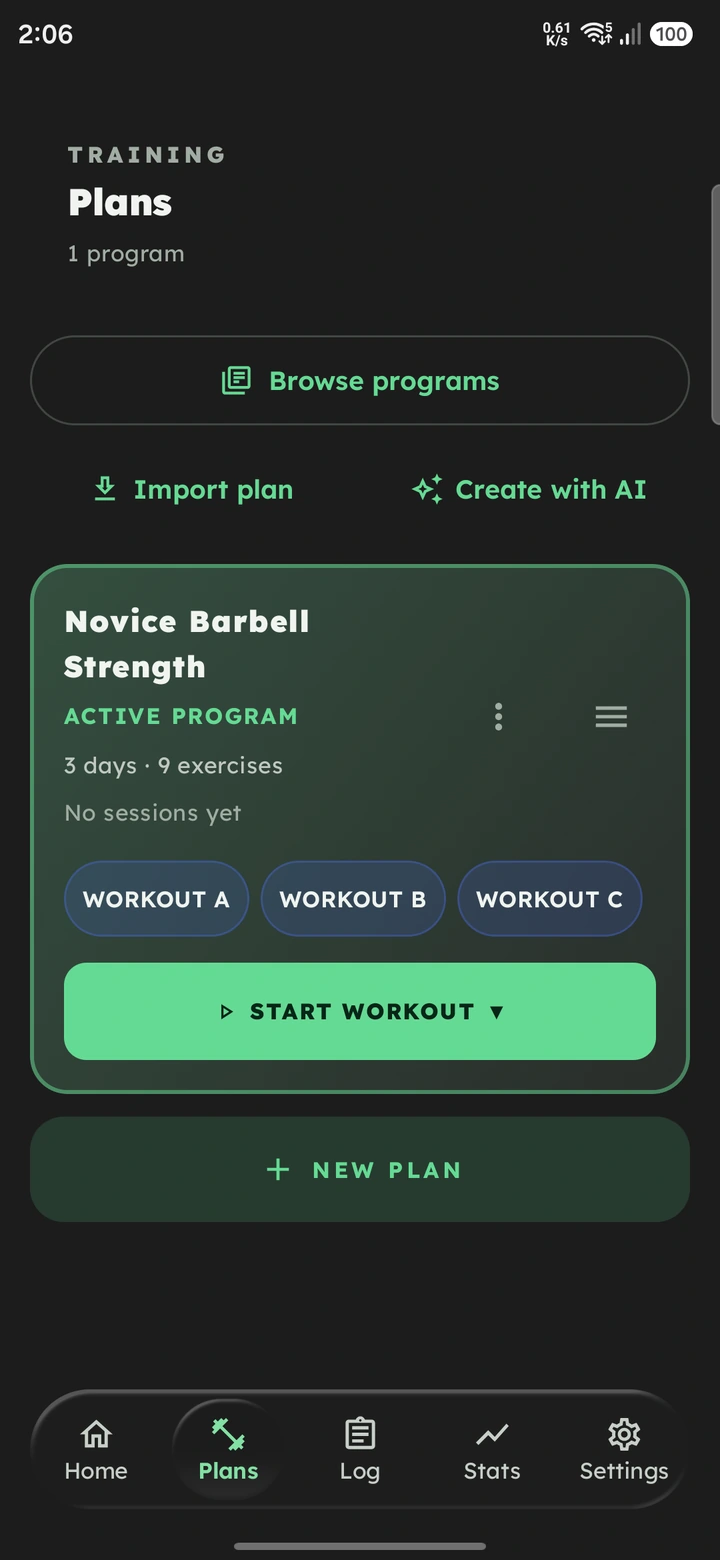 2:06
0.61
K/s
5
100
TRAINING
Plans
1 program
Browse programs
Import plan
Create with AI
Novice Barbell
Strength
ACTIVE PROGRAM
3 days · 9 exercises
No sessions yet
WORKOUT A
WORKOUT B
WORKOUT C
START WORKOUT ▼
NEW PLAN
Home
Plans
Log
Stats
Settings